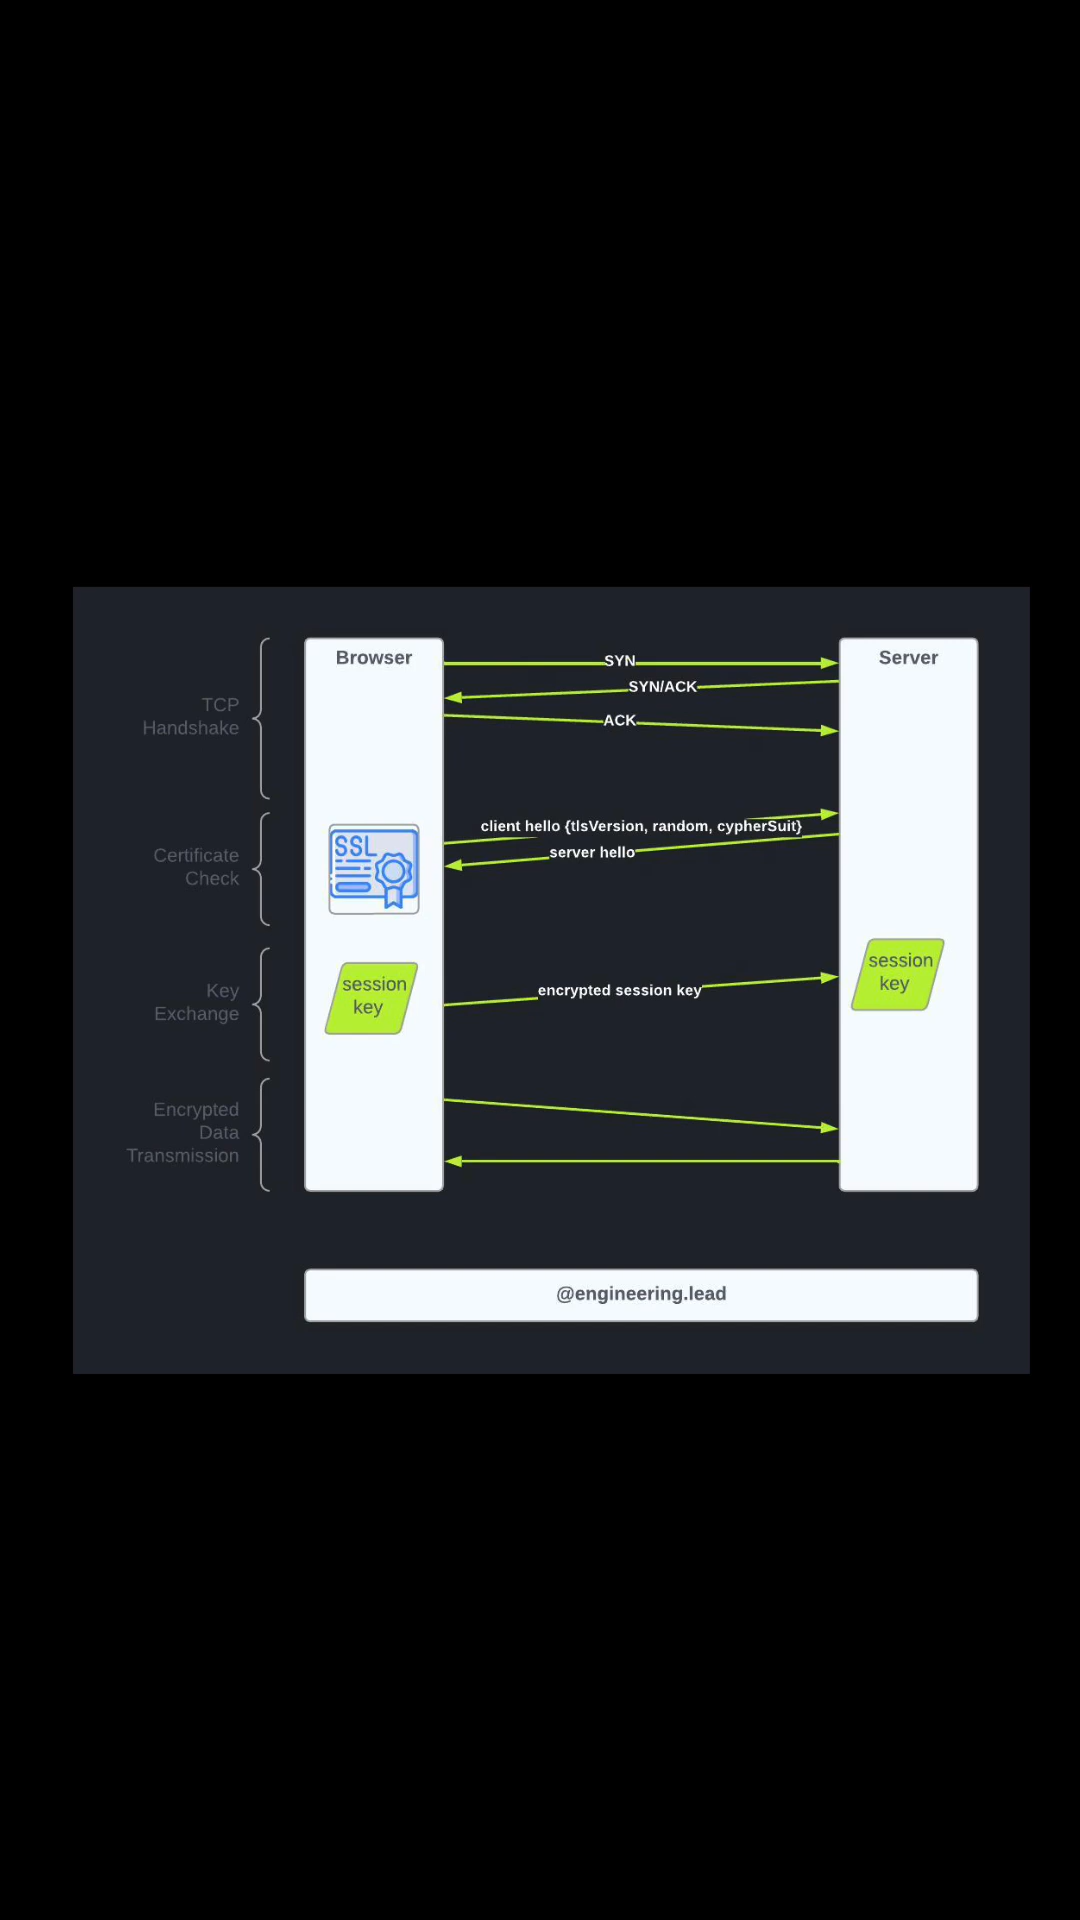 Browser
Server
SYN
SYN/ACK
ACK
TCP
Handshake
client hello {tlsVersion, random, cypherSuit}
server hello
SSL
Certificate
Check
session
key
encrypted session key
session
key
Key
Exchange
Encrypted
Data
Transmission
@engineering.lead